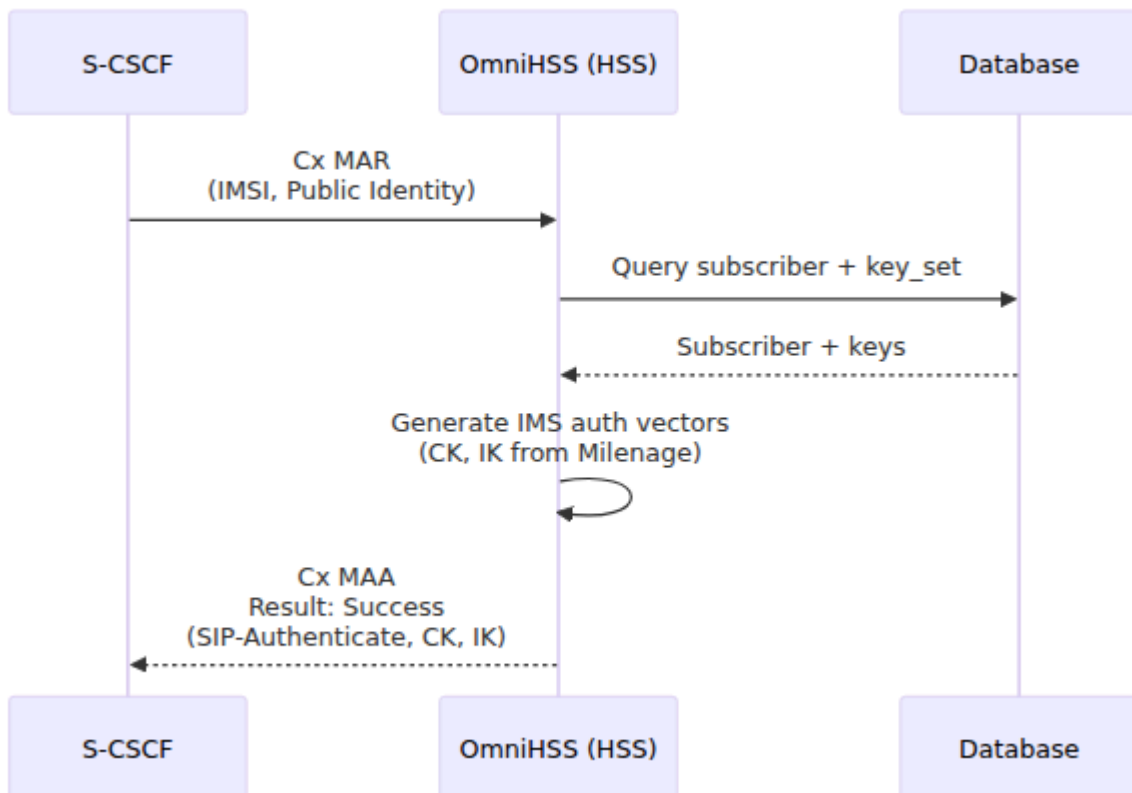 S-CSCF
OmniHSS (HSS)
Database
Cx MAR
(IMSI, Public Identity)
Query subscriber + key_set
Subscriber + keys
Generate IMS auth vectors
(CK, IK from Milenage)
Cx MAA
Result: Success
(SIP-Authenticate, CK, IK)
S-CSCF
OmniHSS (HSS)
Database